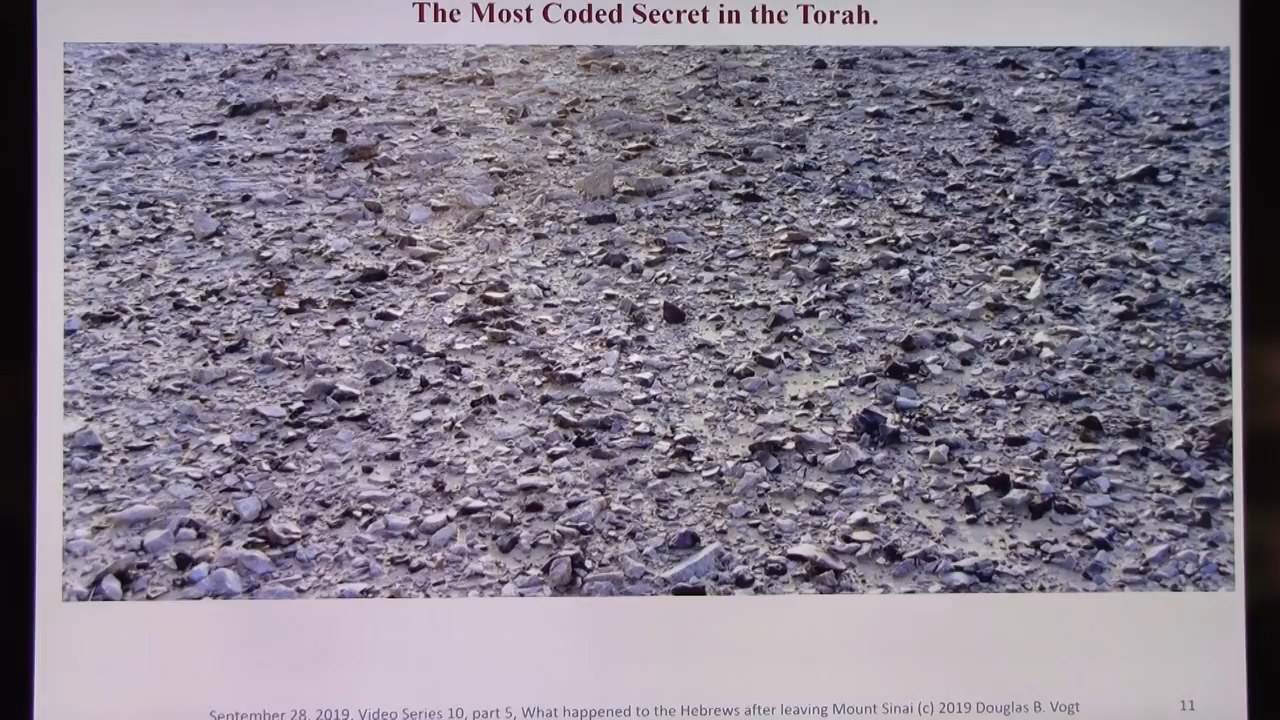 The Most Coded Secret in the Torah.
September 28, 2019, Video Series 10, part 5, What happened to the Hebrews after leaving Mount Sinai (c) 2019 Douglas B. Vogt
11